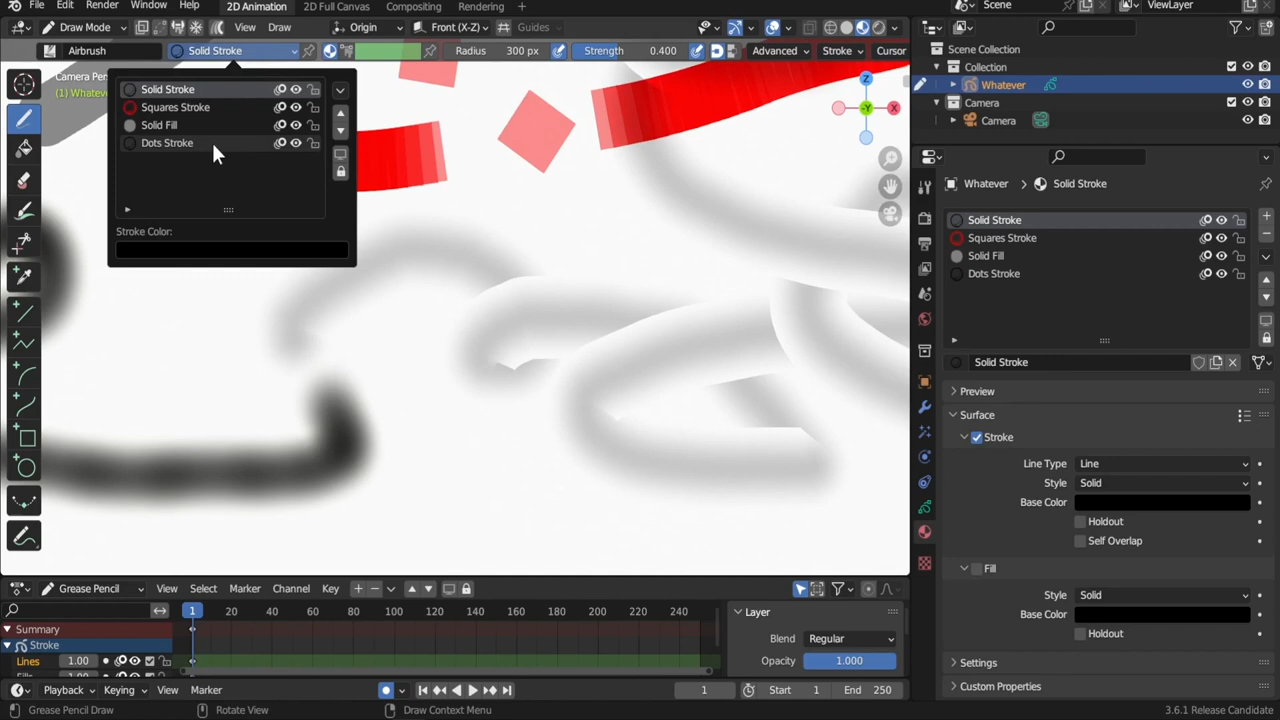 File Edit Render Window Help 2D Animation 2D Full Canvas Compositing Rendering + Scene ViewLayer
Draw Mode View Draw Origin Front (X-Z) Guides
Airbrush Solid Stroke Radius 300 px Strength 0.400 Advanced Stroke Cursor
Camera Pers
(1) Whateve
Solid Stroke
Squares Stroke
Solid Fill
Dots Stroke
Stroke Color:
Z
-Y
X
Scene Collection
Collection
Whatever
Camera
Camera
Whatever > Solid Stroke
Solid Stroke
Squares Stroke
Solid Fill
Dots Stroke
Solid Stroke
Preview
Surface
Stroke
Line Type Line
Style Solid
Base Color
Holdout
Self Overlap
Fill
Style Solid
Base Color
Holdout
Settings
Custom Properties
Grease Pencil View Select Marker Channel Key
1 20 40 60 80 100 120 140 160 180 200 220 240
Summary
Stroke
Lines 1.00
Layer
Blend Regular
Opacity 1.000
Playback Keying View Marker 1 Start 1 End 250
Grease Pencil Draw Rotate View Draw Context Menu 3.6.1 Release Candidate